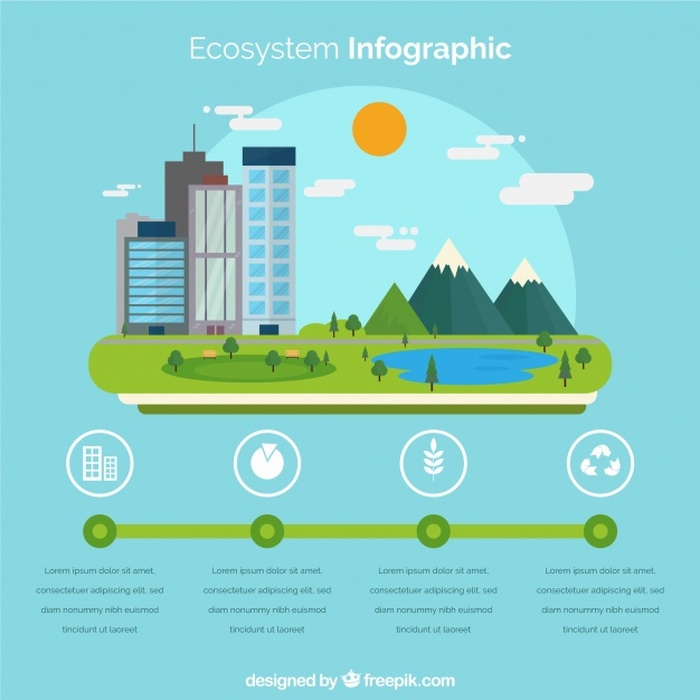 Ecosystem Infographic
Lorem ipsum dolor sit amet,
consectetuer adipiscing elit, sed
diam nonummy nibh euismod
tincidunt ut laoreet
Lorem ipsum dolor sit amet,
consectetuer adipiscing elit, sed
diam nonummy nibh euismod
tincidunt ut laoreet
Lorem ipsum dolor sit amet,
consectetuer adipiscing elit, sed
diam nonummy nibh euismod
tincidunt ut laoreet
Lorem ipsum dolor sit amet,
consectetuer adipiscing elit, sed
diam nonummy nibh euismod
tincidunt ut laoreet
designed by freepik.com